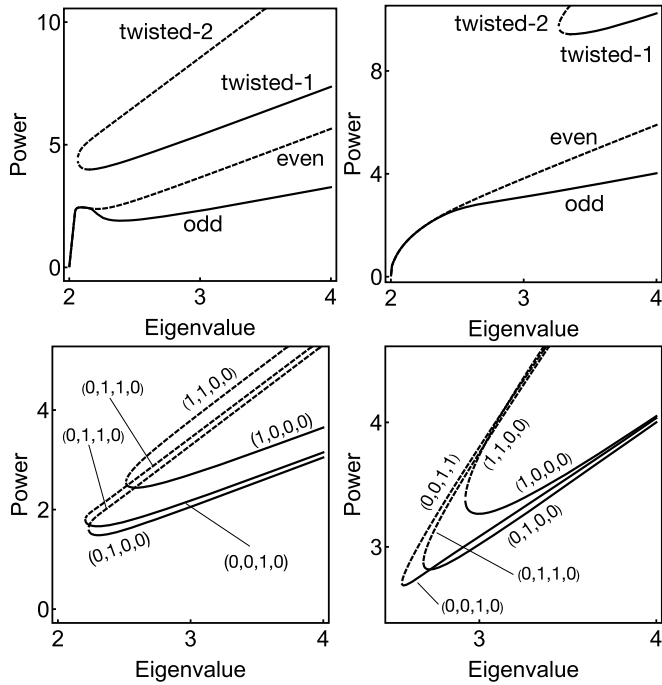 10
5
0
2
3
4
Power
Eigenvalue
twisted-2
twisted-1
even
odd
8
4
0
2
3
4
Power
Eigenvalue
twisted-2
twisted-1
even
odd
4
2
0
2
3
4
Power
Eigenvalue
(0,1,1,0)
(1,1,0,0)
(0,1,1,0)
(1,0,0,0)
(0,1,0,0)
(0,0,1,0)
4
3
3
4
Power
Eigenvalue
(0,0,1,1)
(1,1,0,0)
(1,0,0,0)
(0,1,0,0)
(0,1,1,0)
(0,0,1,0)